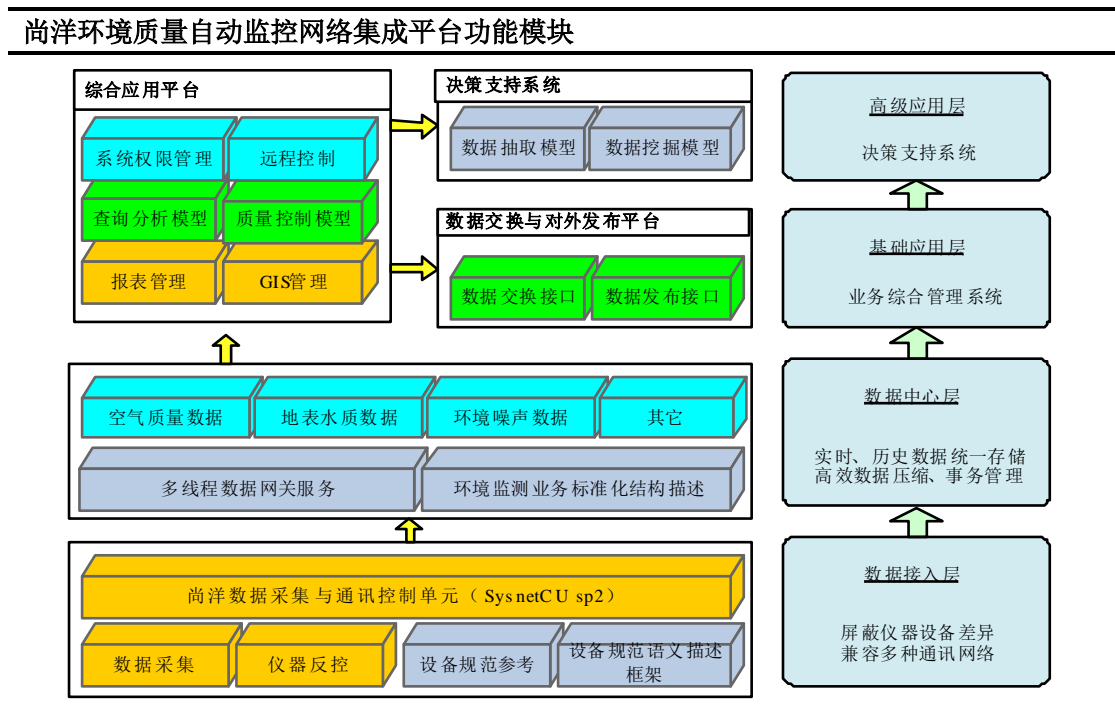 尚洋环境质量自动监控网络集成平台功能模块
综合应用平台
系统权限管理
远程控制
查询分析模型
质量控制模型
报表管理
GIS管理
决策支持系统
数据抽取模型
数据挖掘模型
数据交换与对外发布平台
数据交换接口
数据发布接口
空气质量数据
地表水质数据
环境噪声数据
其它
多线程数据网关服务
环境监测业务标准化结构描述
尚洋数据采集与通讯控制单元（SysnetCU sp2）
数据采集
仪器反控
设备规范参考
设备规范语义描述
框架
高级应用层
决策支持系统
基础应用层
业务综合管理系统
数据中心层
实时、历史数据统一存储
高效数据压缩、事务管理
数据接入层
屏蔽仪器设备差异
兼容多种通讯网络